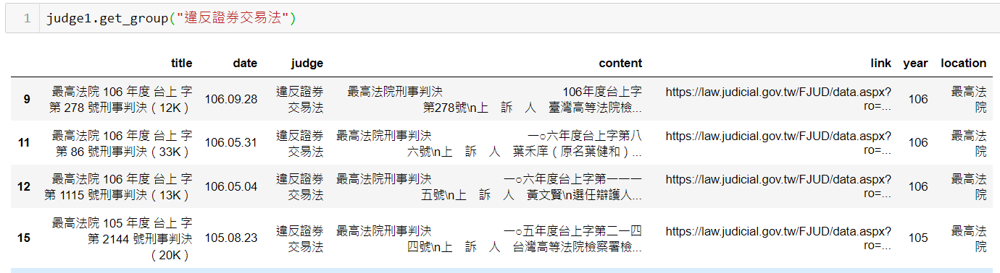 1 judge1.get_group("違反證券交易法")
title date judge content link year location
9 最高法院 106 年度 台上 字 106.09.28 違反證券 最高法院刑事判決 106年度台上字 https://law.judicial.gov.tw/FJUD/data.aspx? 106 最高法
第 278 號刑事判決（12K） 交易法 第278號\n上 訴 人 臺灣高等法院檢... ro=... 院
11 最高法院 106 年度 台上 字 106.05.31 違反證券 最高法院刑事判決 一○六年度台上字第八 https://law.judicial.gov.tw/FJUD/data.aspx? 106 最高法
第 86 號刑事判決（33K） 交易法 六號\n上 訴 人 葉禾庠（原名葉健和）... ro=... 院
12 最高法院 106 年度 台上 字 106.05.04 違反證券 最高法院刑事判決 一○六年度台上字第一一一 https://law.judicial.gov.tw/FJUD/data.aspx? 106 最高法
第 1115 號刑事判決（13K） 交易法 五號\n上 訴 人 黃文賢\n選任辯護人... ro=... 院
15 最高法院 105 年度 台上 字 105.08.23 違反證券 最高法院刑事判決 一○五年度台上字第二一四 https://law.judicial.gov.tw/FJUD/data.aspx? 105 最高法
第 2144 號刑事判決 交易法 四號\n上 訴 人 台灣高等法院檢察署檢... ro=... 院
（20K）